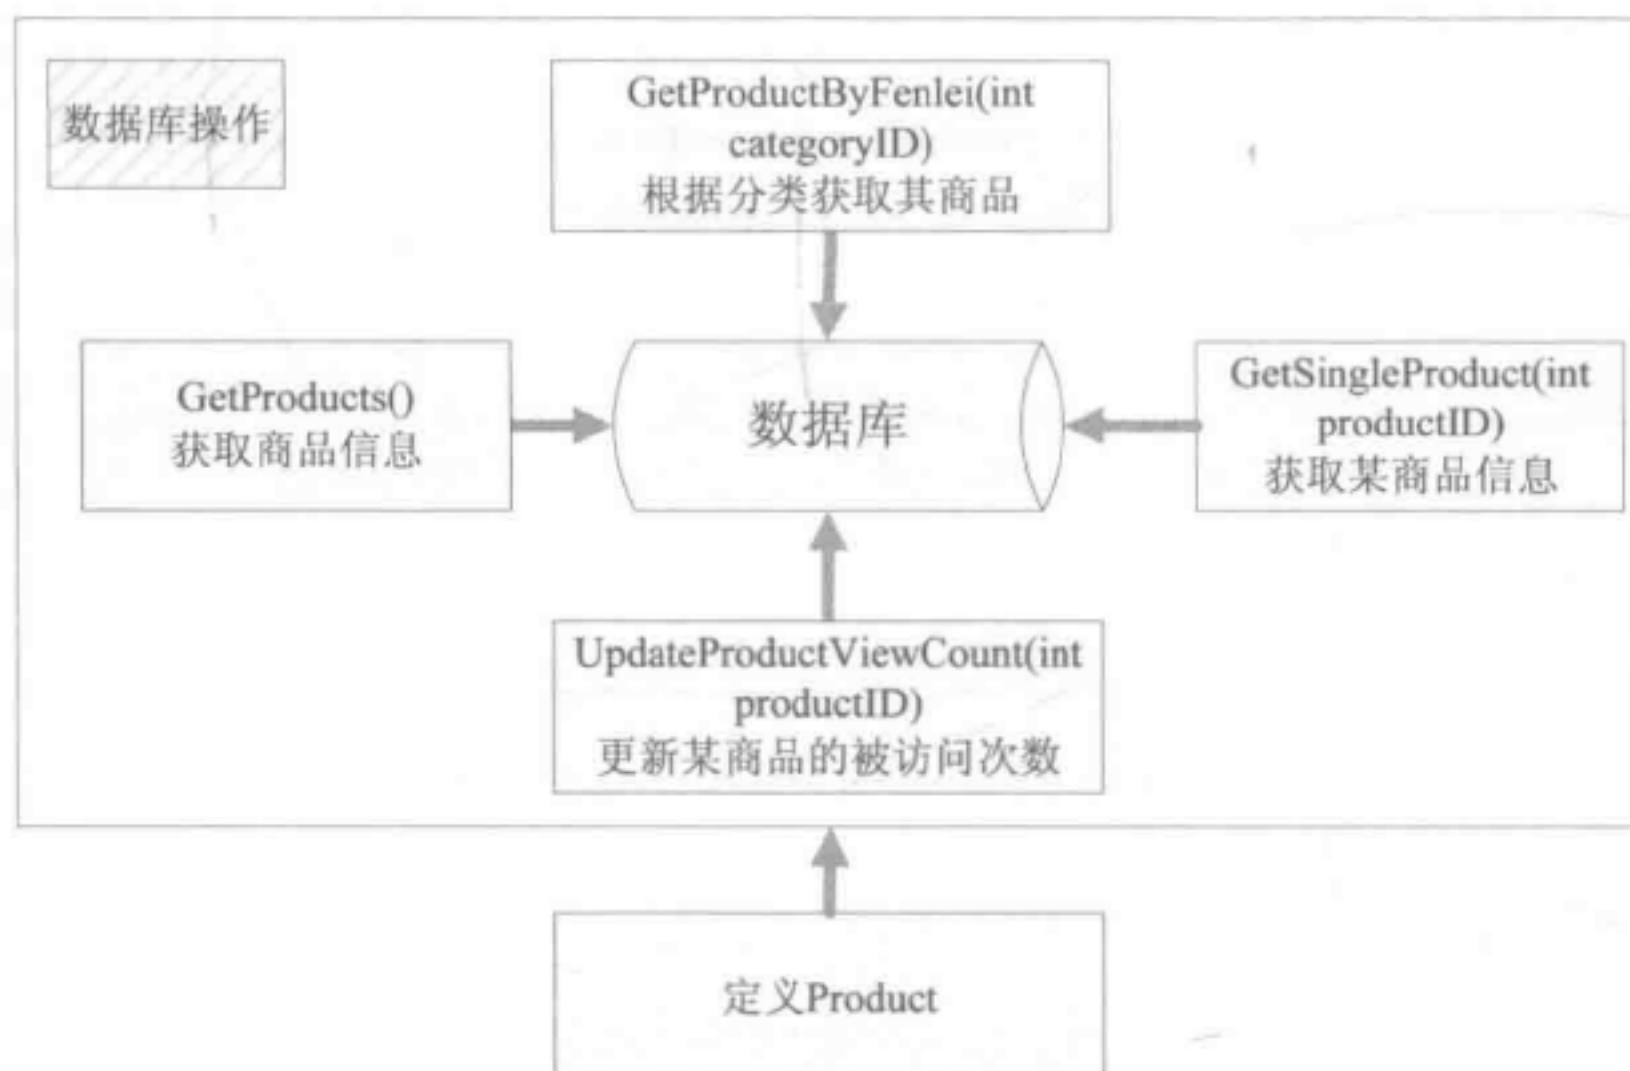 数据库操作
GetProductByFenlei(int
categoryID)
根据分类获取其商品
GetProducts()
获取商品信息
数据库
GetSingleProduct(int
productID)
获取某商品信息
UpdateProductViewCount(int
productID)
更新某商品的被访问次数
定义Product